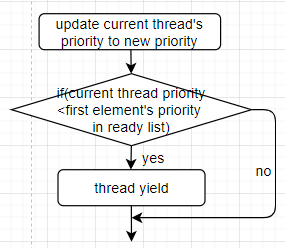 update current thread's
priority to new priority
if(current thread priority
<first element's priority
in ready list)
yes
no
thread yield